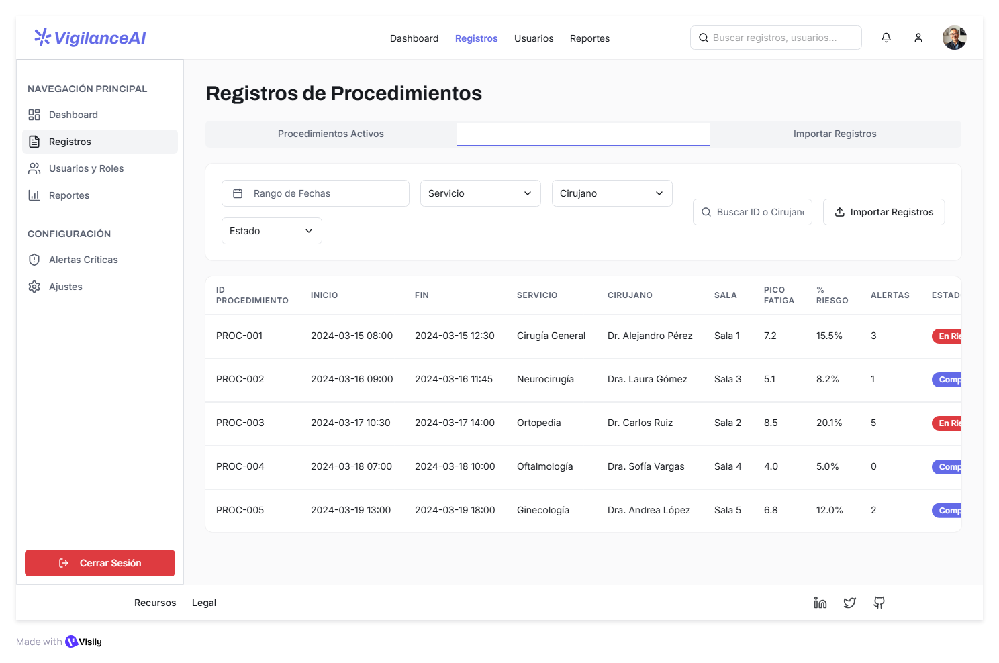 VigilanceAI
Dashboard Registros Usuarios Reportes
Buscar registros, usuarios...
NAVEGACIÓN PRINCIPAL
Dashboard
Registros
Usuarios y Roles
Reportes
CONFIGURACIÓN
Alertas Críticas
Ajustes
Cerrar Sesión
Registros de Procedimientos
Procedimientos Activos Importar Registros
Rango de Fechas Servicio Cirujano
Estado
Buscar ID o Cirujano Importar Registros
ID PROCEDIMIENTO INICIO FIN SERVICIO CIRUJANO SALA PICO FATIGA % RIESGO ALERTAS ESTADO
PROC-001 2024-03-15 08:00 2024-03-15 12:30 Cirugía General Dr. Alejandro Pérez Sala 1 7.2 15.5% 3 En Rie
PROC-002 2024-03-16 09:00 2024-03-16 11:45 Neurocirugía Dra. Laura Gómez Sala 3 5.1 8.2% 1 Comp
PROC-003 2024-03-17 10:30 2024-03-17 14:00 Ortopedia Dr. Carlos Ruiz Sala 2 8.5 20.1% 5 En Rie
PROC-004 2024-03-18 07:00 2024-03-18 10:00 Oftalmología Dra. Sofía Vargas Sala 4 4.0 5.0% 0 Comp
PROC-005 2024-03-19 13:00 2024-03-19 18:00 Ginecología Dra. Andrea López Sala 5 6.8 12.0% 2 Comp
Recursos Legal
Made with Visily